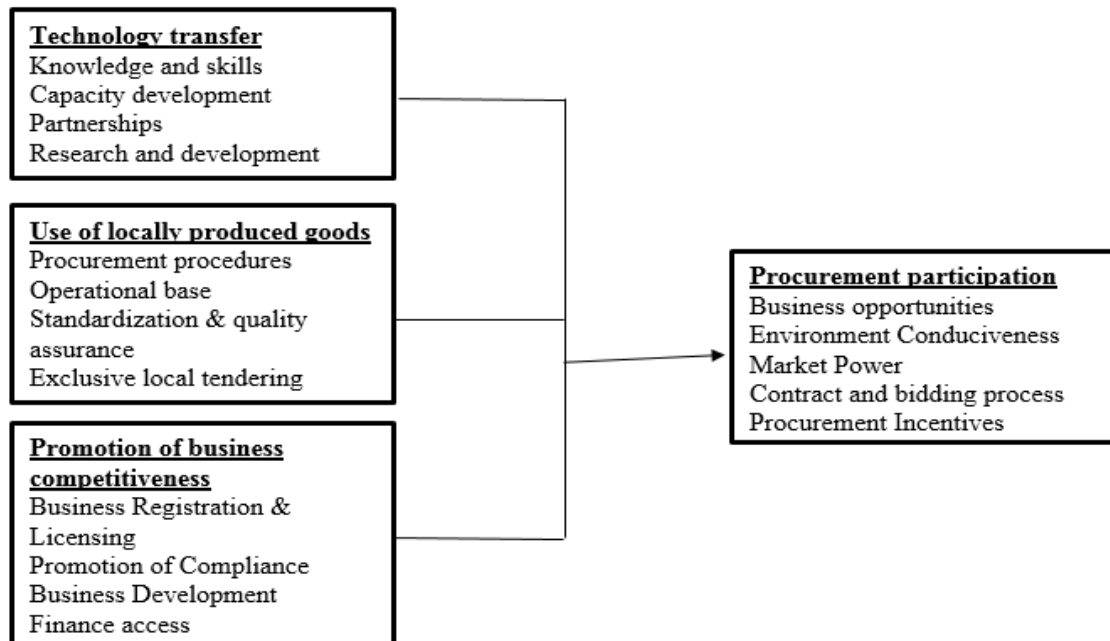 Technology transfer
Knowledge and skills
Capacity development
Partnerships
Research and development
Use of locally produced goods
Procurement procedures
Operational base
Standardization & quality
assurance
Exclusive local tendering
Promotion of business
competitiveness
Business Registration &
Licensing
Promotion of Compliance
Business Development
Finance access
Procurement participation
Business opportunities
Environment Conduciveness
Market Power
Contract and bidding process
Procurement Incentives